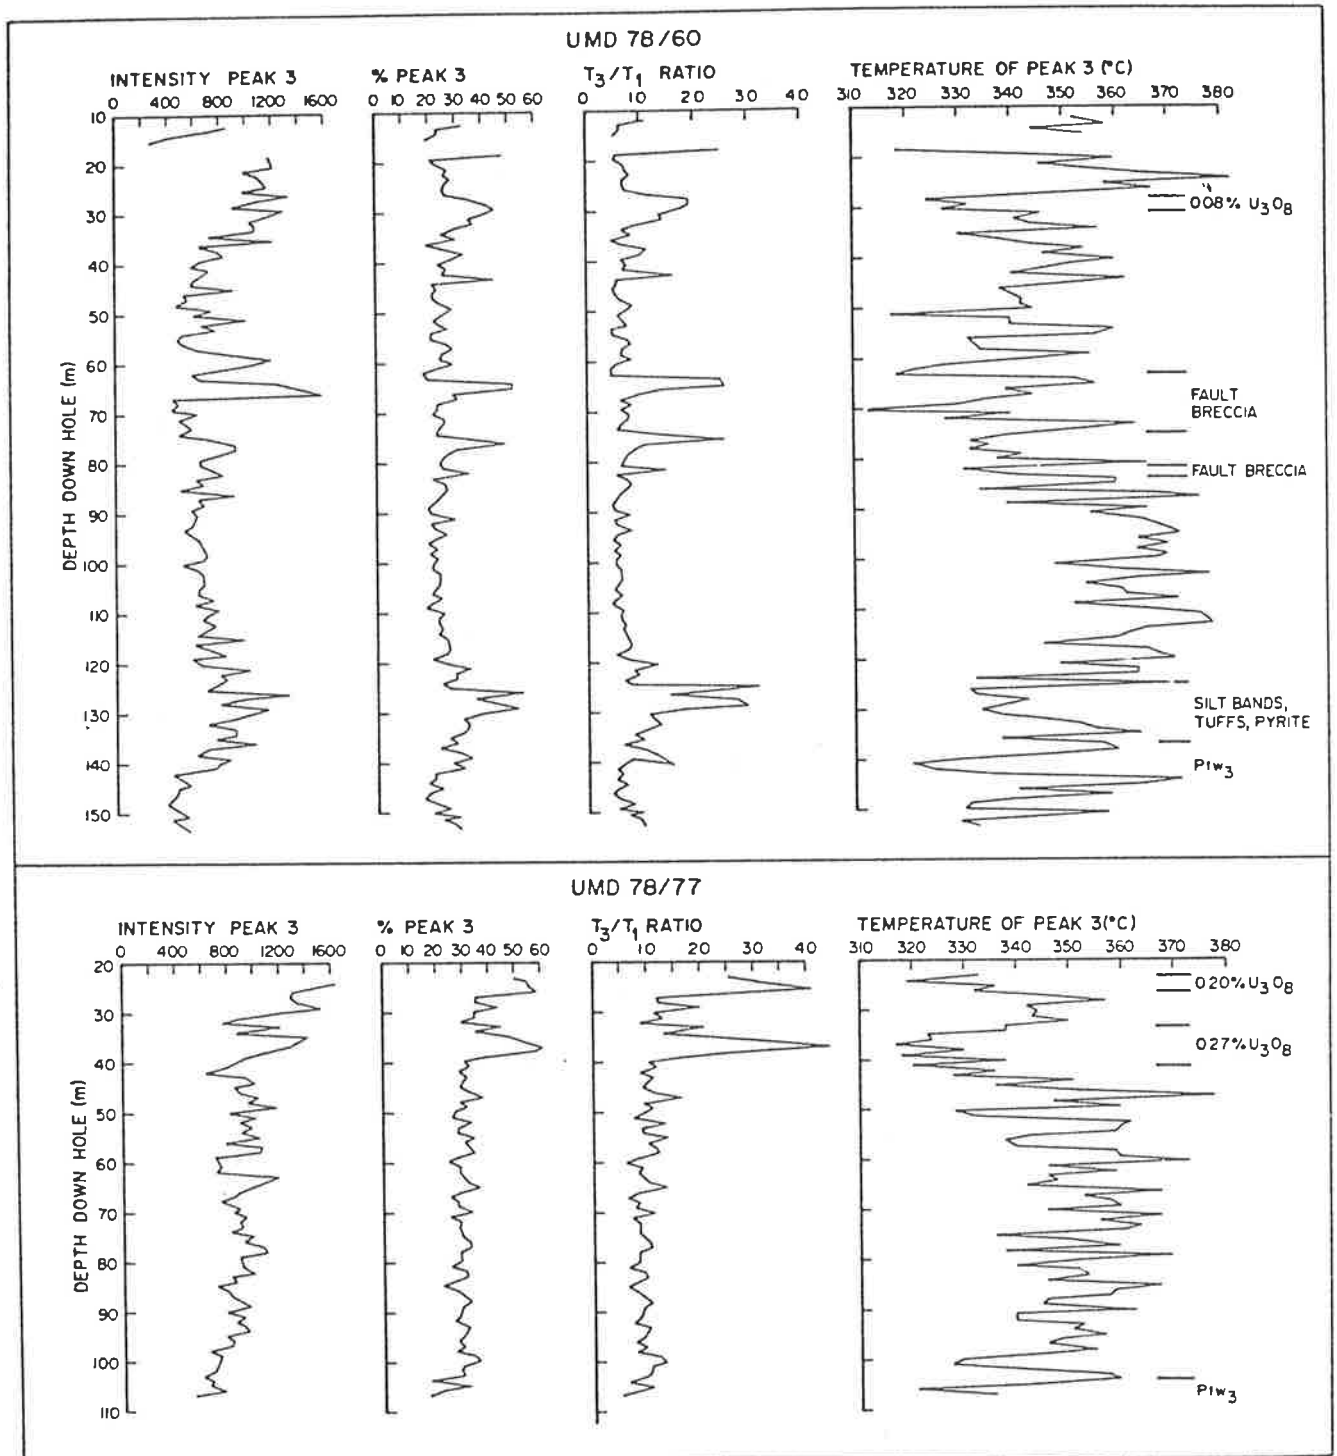 UMD 78/60
INTENSITY PEAK 3
0 400 800 1200 1600
% PEAK 3
0 10 20 30 40 50 60
T3/T1 RATIO
0 10 20 30 40
TEMPERATURE OF PEAK 3 (°C)
310 320 330 340 350 360 370 380
DEPTH DOWN HOLE (m)
10
20
30
40
50
60
70
80
90
100
110
120
130
140
150
0.08% U3O8
FAULT
BRECCIA
FAULT BRECCIA
SILT BANDS,
TUFFS, PYRITE
Ptw3
UMD 78/77
INTENSITY PEAK 3
0 400 800 1200 1600
% PEAK 3
0 10 20 30 40 50 60
T3/T1 RATIO
0 10 20 30 40
TEMPERATURE OF PEAK 3(°C)
310 320 330 340 350 360 370 380
DEPTH DOWN HOLE (m)
20
30
40
50
60
70
80
90
100
110
0.20% U3O8
0.27% U3O8
Ptw3